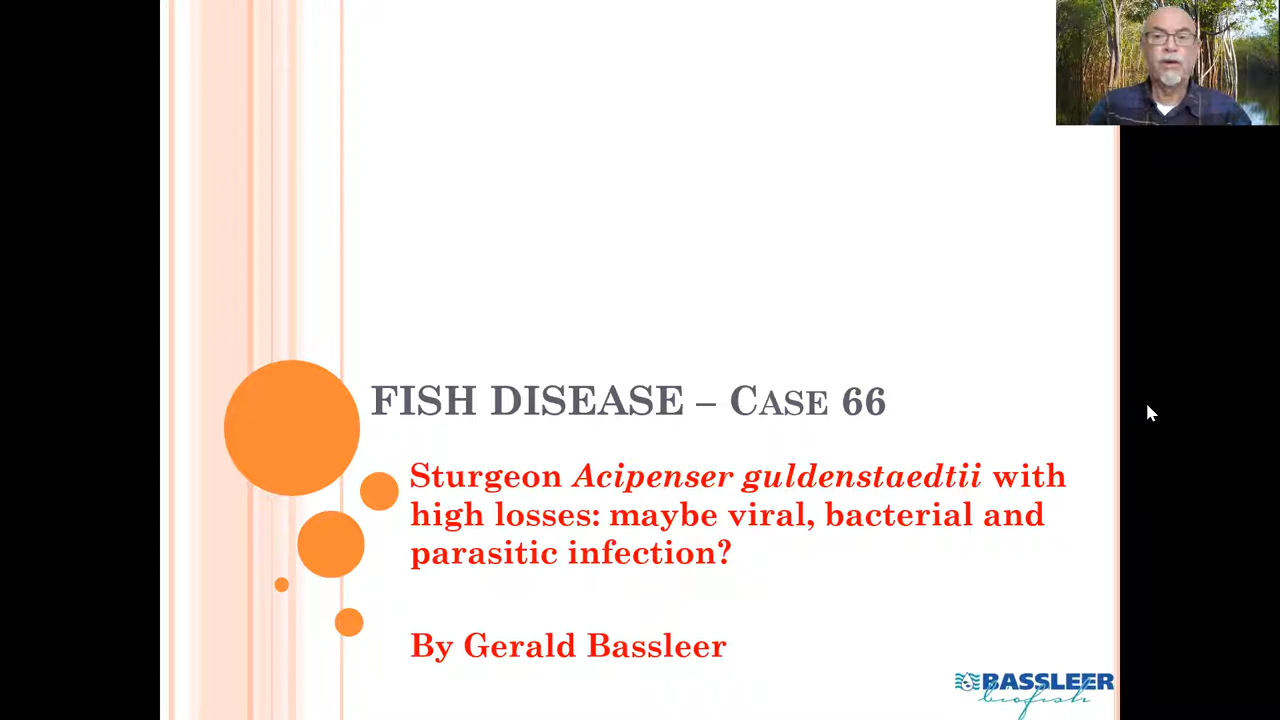 FISH DISEASE – CASE 66
Sturgeon Acipenser guldenstaedtii with
high losses: maybe viral, bacterial and
parasitic infection?
By Gerald Bassleer
BASSLEER
biofish